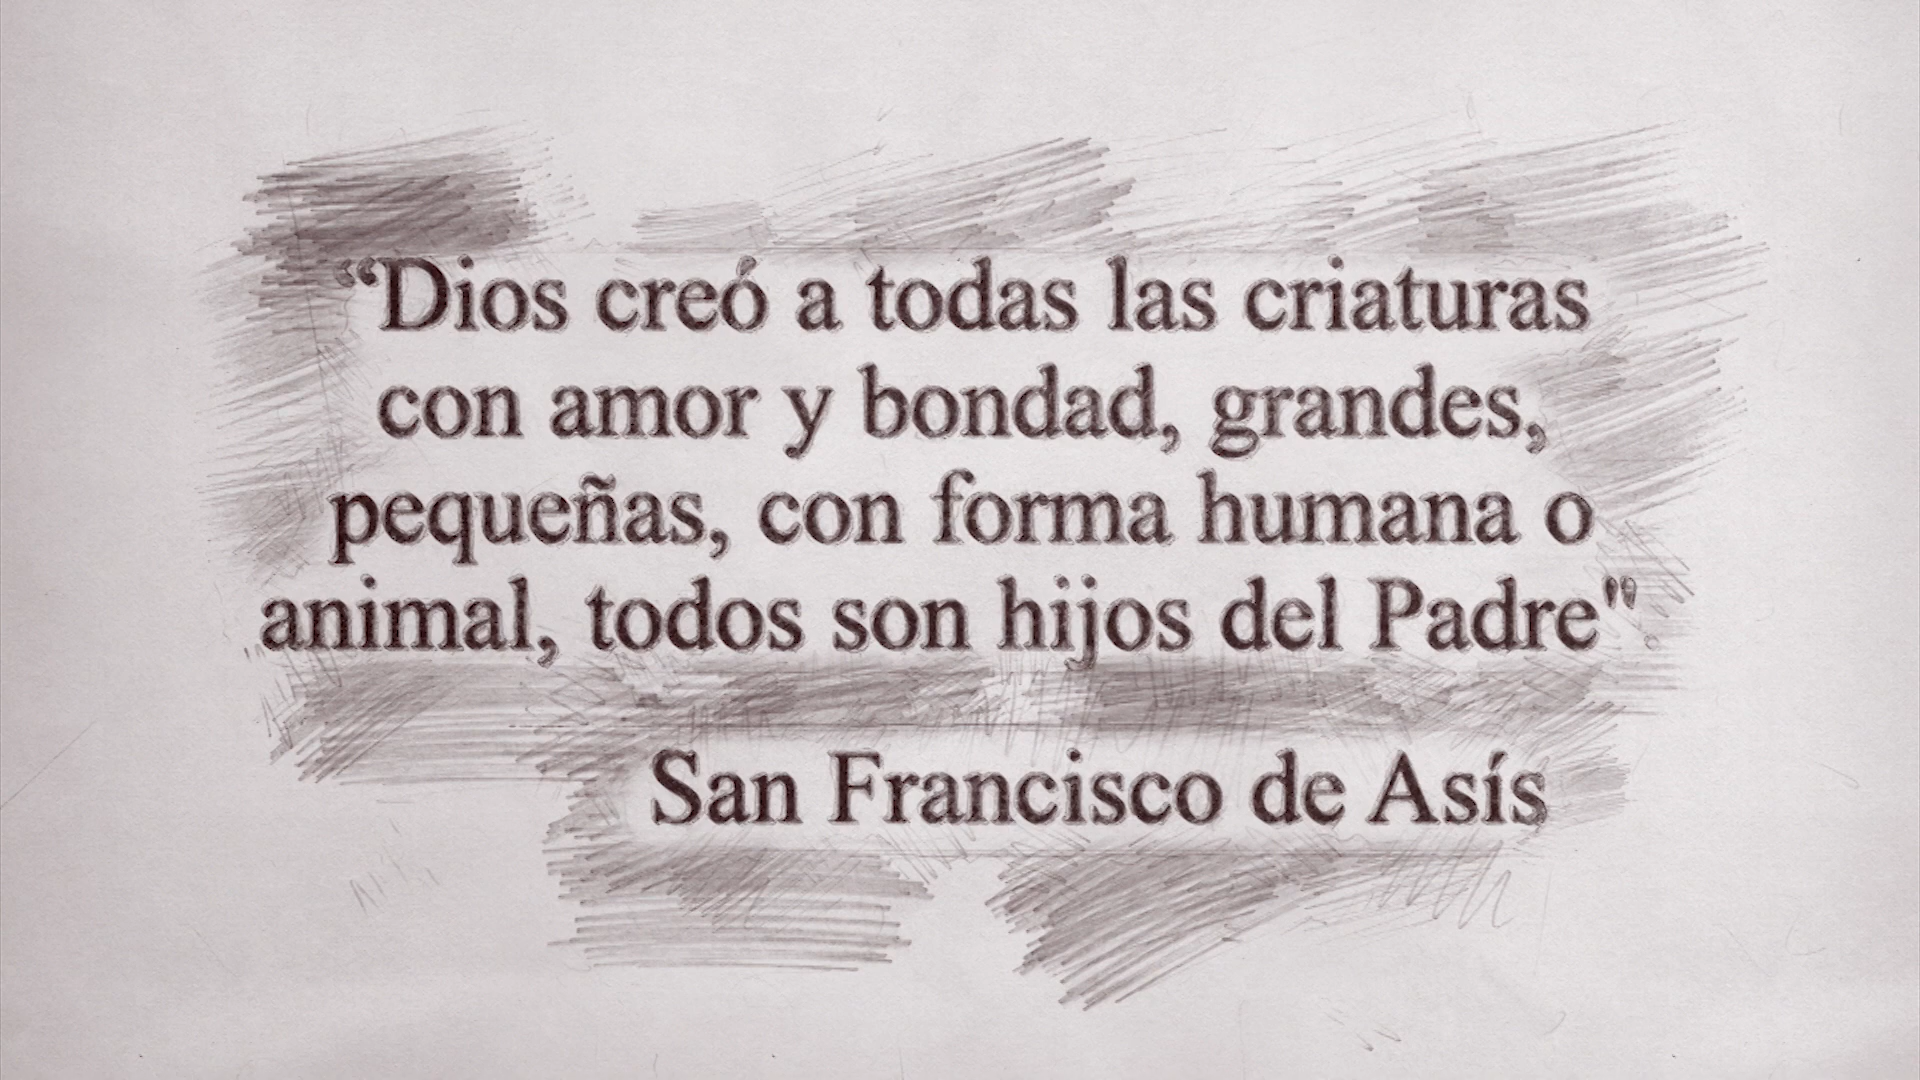 “Dios creó a todas las criaturas
con amor y bondad, grandes,
pequeñas, con forma humana o
animal, todos son hijos del Padre"
San Francisco de Asís